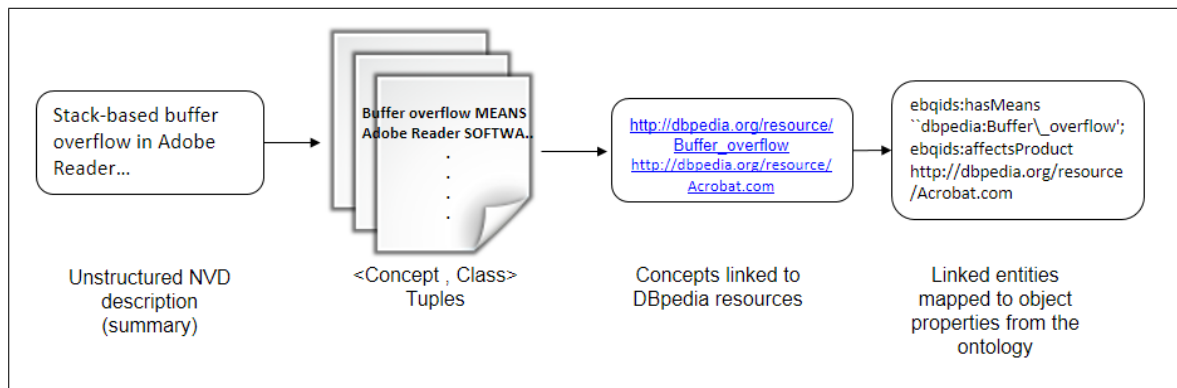 Stack-based buffer
overflow in Adobe
Reader...
Buffer overflow MEANS
Adobe Reader SOFTWA..
.
.
.
.
http://dbpedia.org/resource/
Buffer_overflow
http://dbpedia.org/resource/
Acrobat.com
ebqids:hasMeans
``dbpedia:Buffer\_overflow';
ebqids:affectsProduct
http://dbpedia.org/resource
/Acrobat.com
Unstructured NVD
description
(summary)
<Concept , Class>
Tuples
Concepts linked to
DBpedia resources
Linked entities
mapped to object
properties from the
ontology